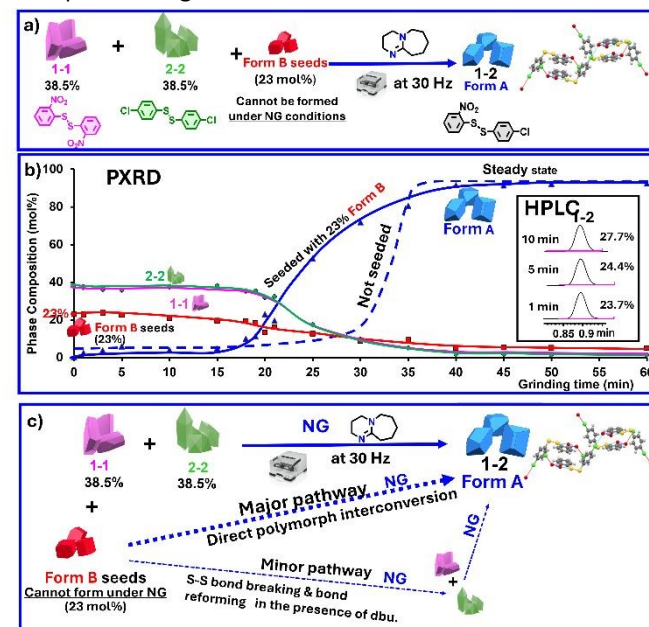 a)
+
+
1-1
38.5%
2-2
38.5%
Form B seeds
(23 mol%)
Cannot be formed
under NG conditions
at 30 Hz
1-2
Form A
NO2
S
S
NO2
Cl
S
S
Cl
NO2
S
S
Cl
N
N
b)
PXRD
Phase Composition (mol%)
100
80
60
40
20
0
23%
2-2
1-1
Form B seeds
(23%)
Seeded with 23% Form B
Not seeded
Steady state
Form A
HPLC
1-2
10 min 27.7%
5 min 24.4%
1 min 23.7%
0.85 0.9 min
0 5 10 15 20 25 30 35 40 45 50 55 60
Grinding time (min)
c)
1-1
38.5%
+
2-2
38.5%
NG
N
N
at 30 Hz
1-2
Form A
+
Form B seeds
Cannot form under NG
(23 mol%)
Major pathway NG
Direct polymorph interconversion
Minor pathway NG
S-S bond breaking & bond
reforming in the presence of dbu.
NG
+